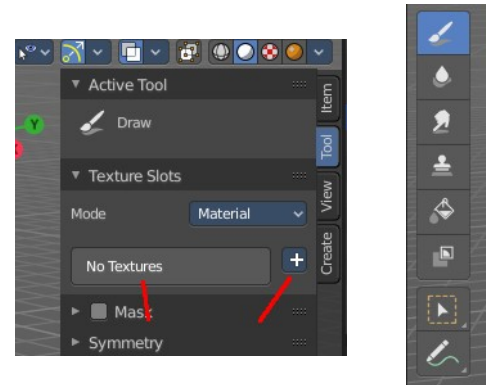 Active Tool
Item
Y
Draw
Tool
Texture Slots
View
Mode
Material
Create
No Textures
Mask
Symmetry